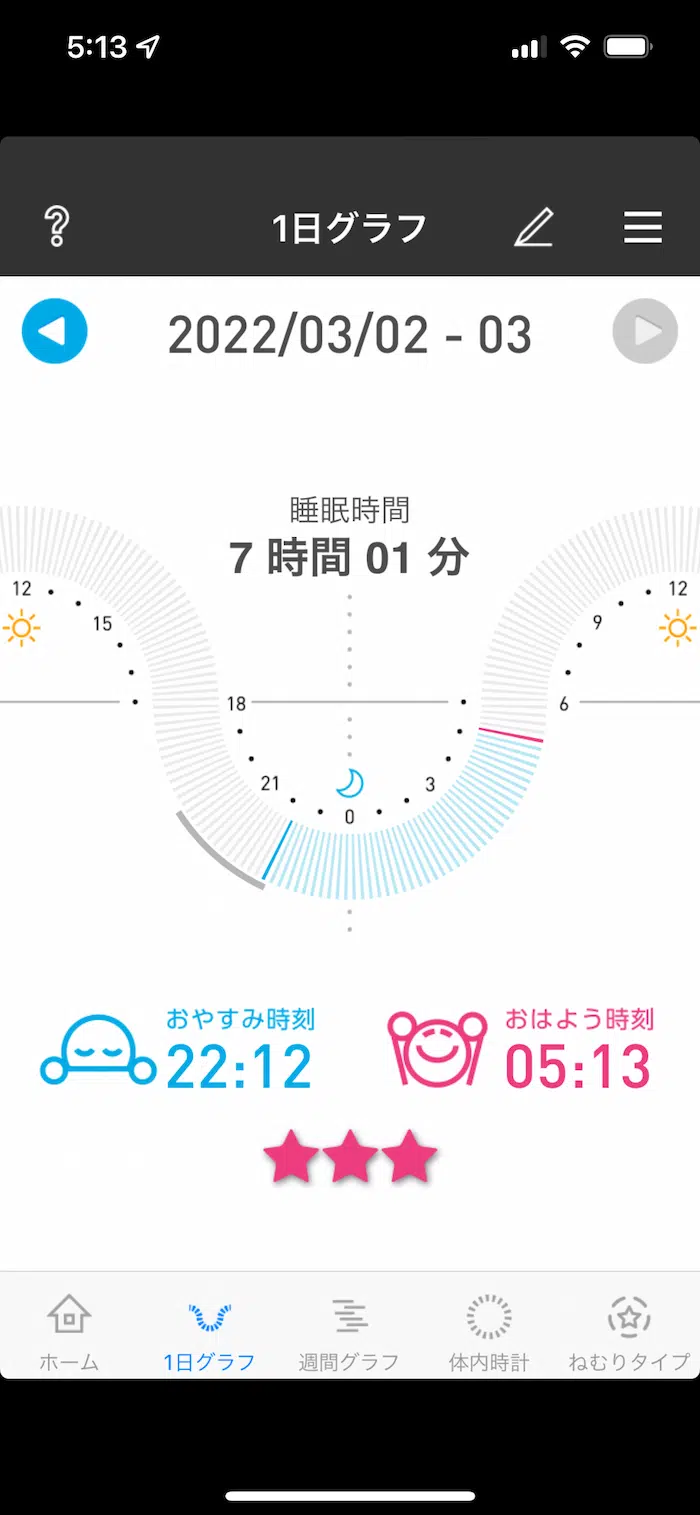 5:13
1日グラフ
2022/03/02 - 03
睡眠時間
7 時間 01 分
12
15
18
21
0
3
6
9
12
おやすみ時刻
22:12
おはよう時刻
05:13
ホーム
1日グラフ
週間グラフ
体内時計
ねむりタイプ